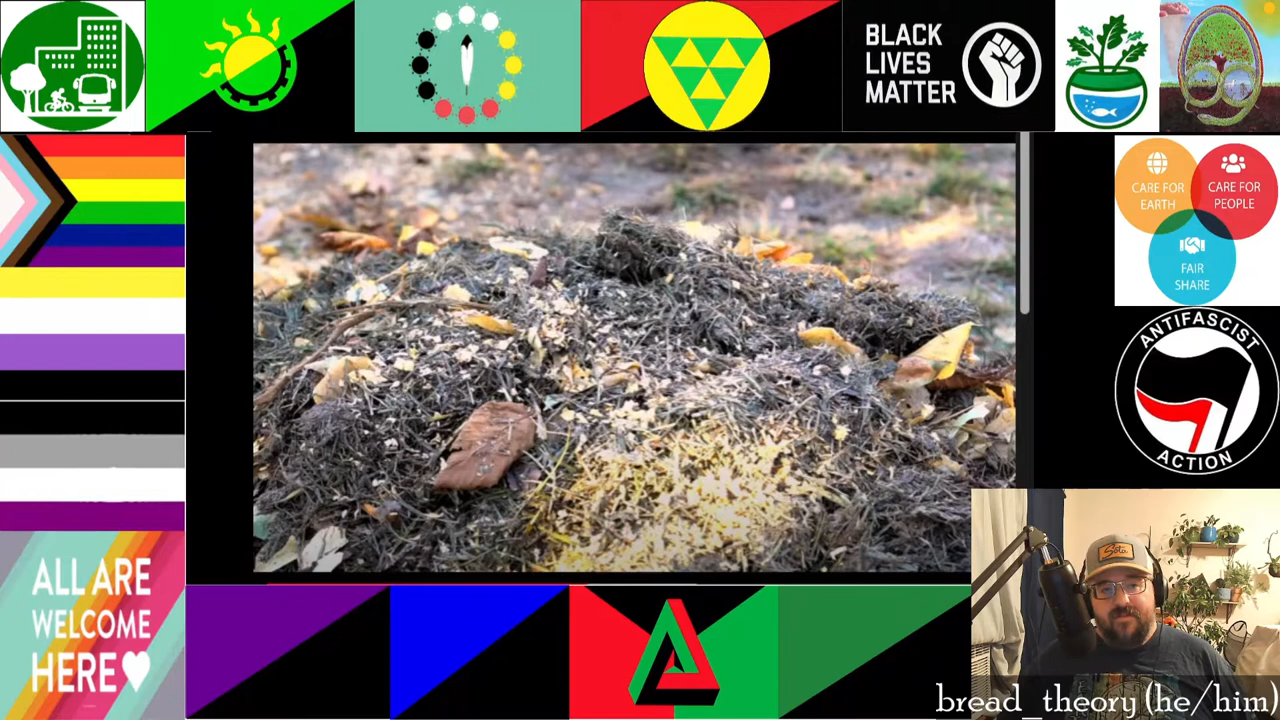 BLACK
LIVES
MATTER
CARE FOR
EARTH
CARE FOR
PEOPLE
FAIR
SHARE
ANTIFASCIST
ACTION
ALL ARE
WELCOME
HERE
Sota
bread_theory (he/him)